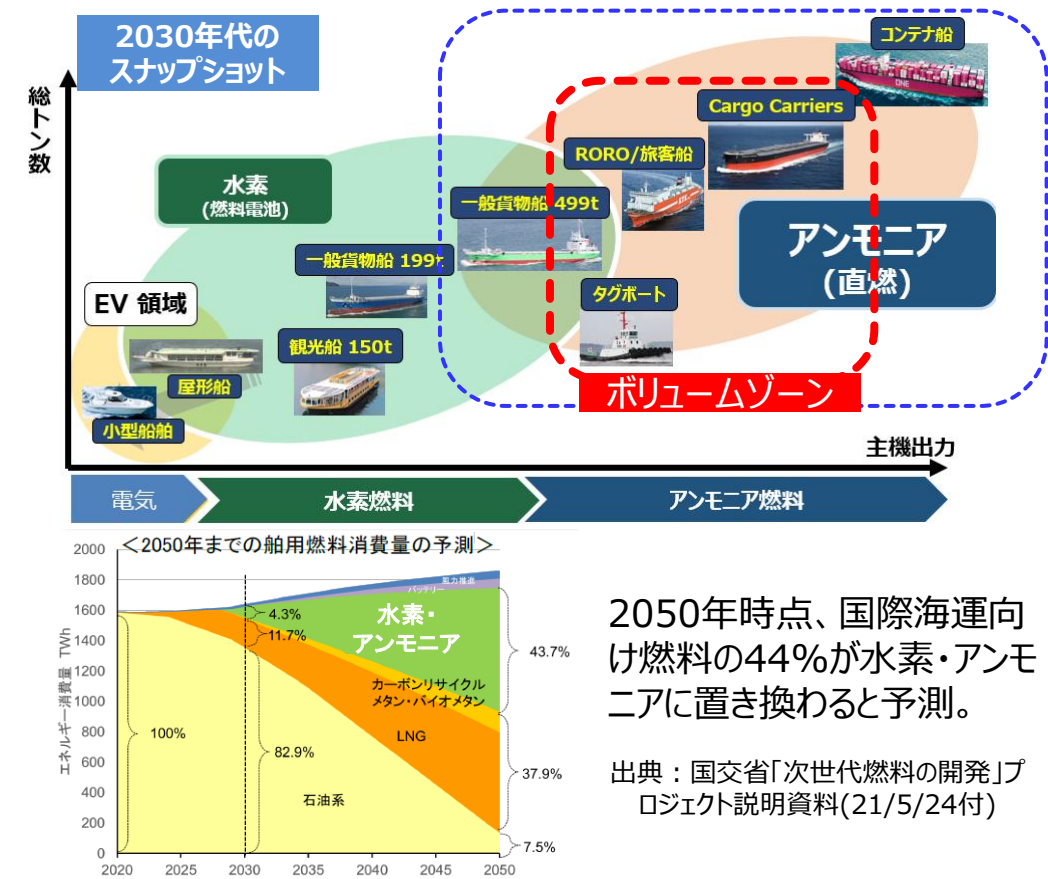 2030年代の
スナップショット
総トン数
コンテナ船
Cargo Carriers
RORO/旅客船
水素
(燃料電池)
一般貨物船 499t
アンモニア
(直燃)
一般貨物船 199t
タグボート
EV 領域
観光船 150t
屋形船
ボリュームゾーン
小型船舶
主機出力
電気
水素燃料
アンモニア燃料
<2050年までの舶用燃料消費量の予測>
エネルギー消費量 TWh
2000
1800
1600
1400
1200
1000
800
600
400
200
0
2020
2025
2030
2035
2040
2045
2050
風力推進
バッテリー
水素・
アンモニア
カーボンリサイクル
メタン・バイオメタン
LNG
石油系
100%
4.3%
11.7%
82.9%
43.7%
37.9%
7.5%
2050年時点、国際海運向
け燃料の44%が水素・アンモ
ニアに置き換わると予測。
出典：国交省「次世代燃料の開発」プ
ロジェクト説明資料(21/5/24付)
ONE